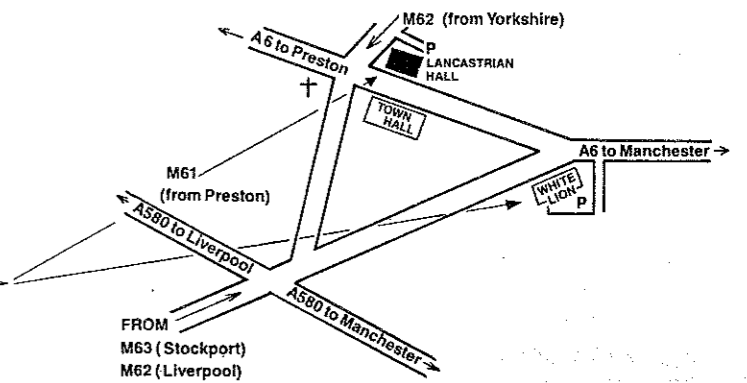 M62 (from Yorkshire)
A6 to Preston
P
LANCASTRIAN
HALL
TOWN
HALL
A6 to Manchester
M61
(from Preston)
WHITE
LION
P
A580 to Liverpool
A580 to Manchester
FROM
M63 (Stockport)
M62 (Liverpool)